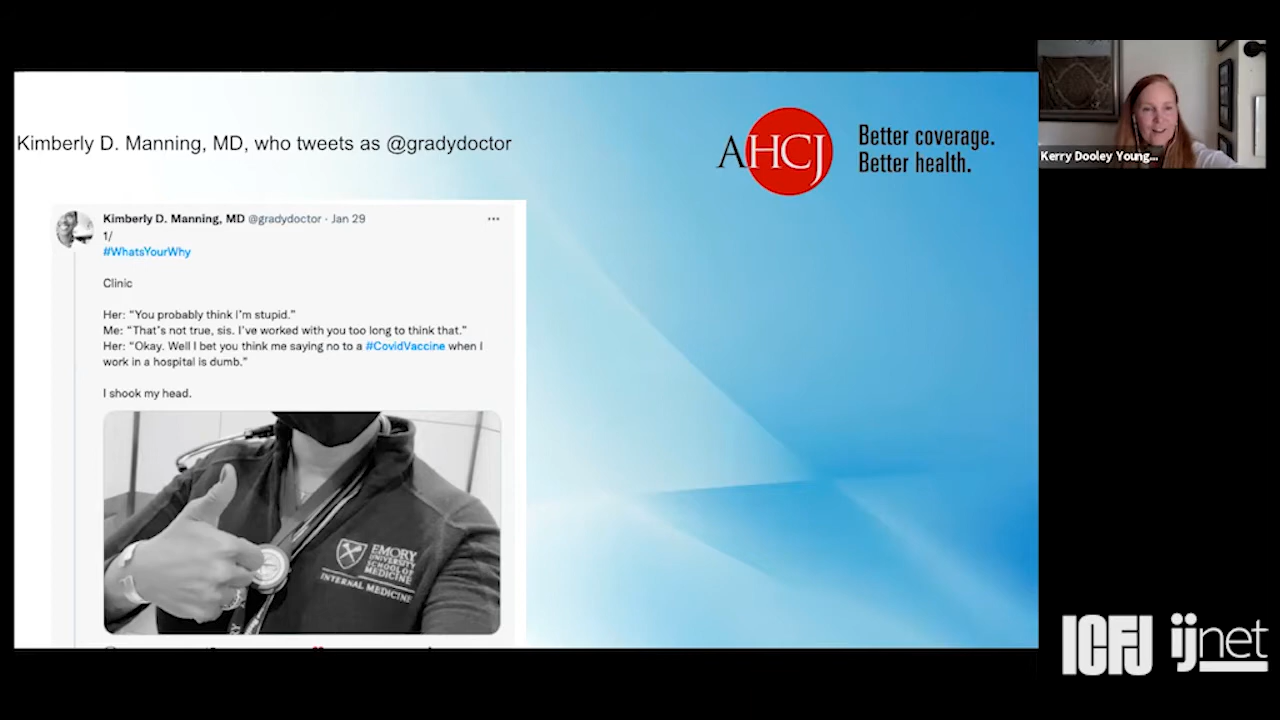 Kimberly D. Manning, MD, who tweets as @gradydoctor
AHCJ
Better coverage.
Better health.
Kerry Dooley Young...
Kimberly D. Manning, MD @gradydoctor · Jan 29
1/
#WhatsYourWhy
Clinic
Her: “You probably think I’m stupid.”
Me: “That’s not true, sis. I’ve worked with you too long to think that.”
Her: “Okay. Well I bet you think me saying no to a #CovidVaccine when I
work in a hospital is dumb.”
I shook my head.
EMORY
UNIVERSITY
SCHOOL OF
MEDICINE
INTERNAL MEDICINE
ICFJ ijnet